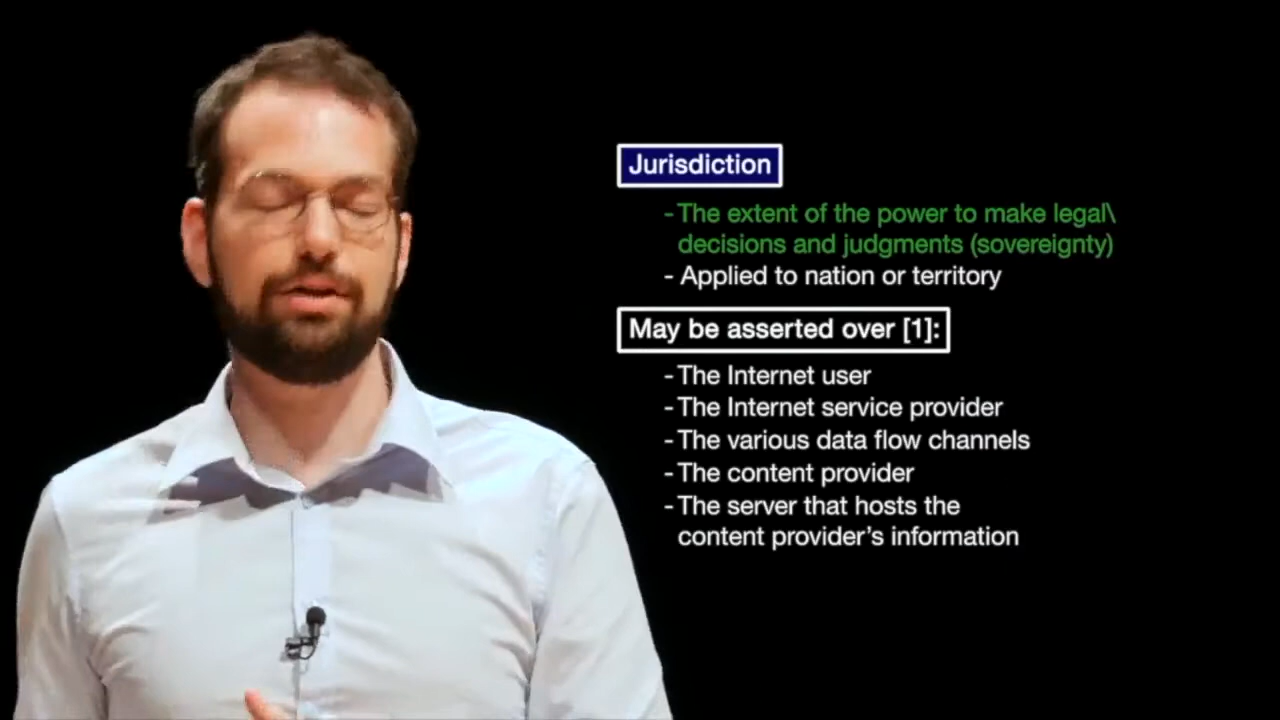 Jurisdiction
- The extent of the power to make legal\
decisions and judgments (sovereignty)
- Applied to nation or territory
May be asserted over [1]:
- The Internet user
- The Internet service provider
- The various data flow channels
- The content provider
- The server that hosts the
content provider's information